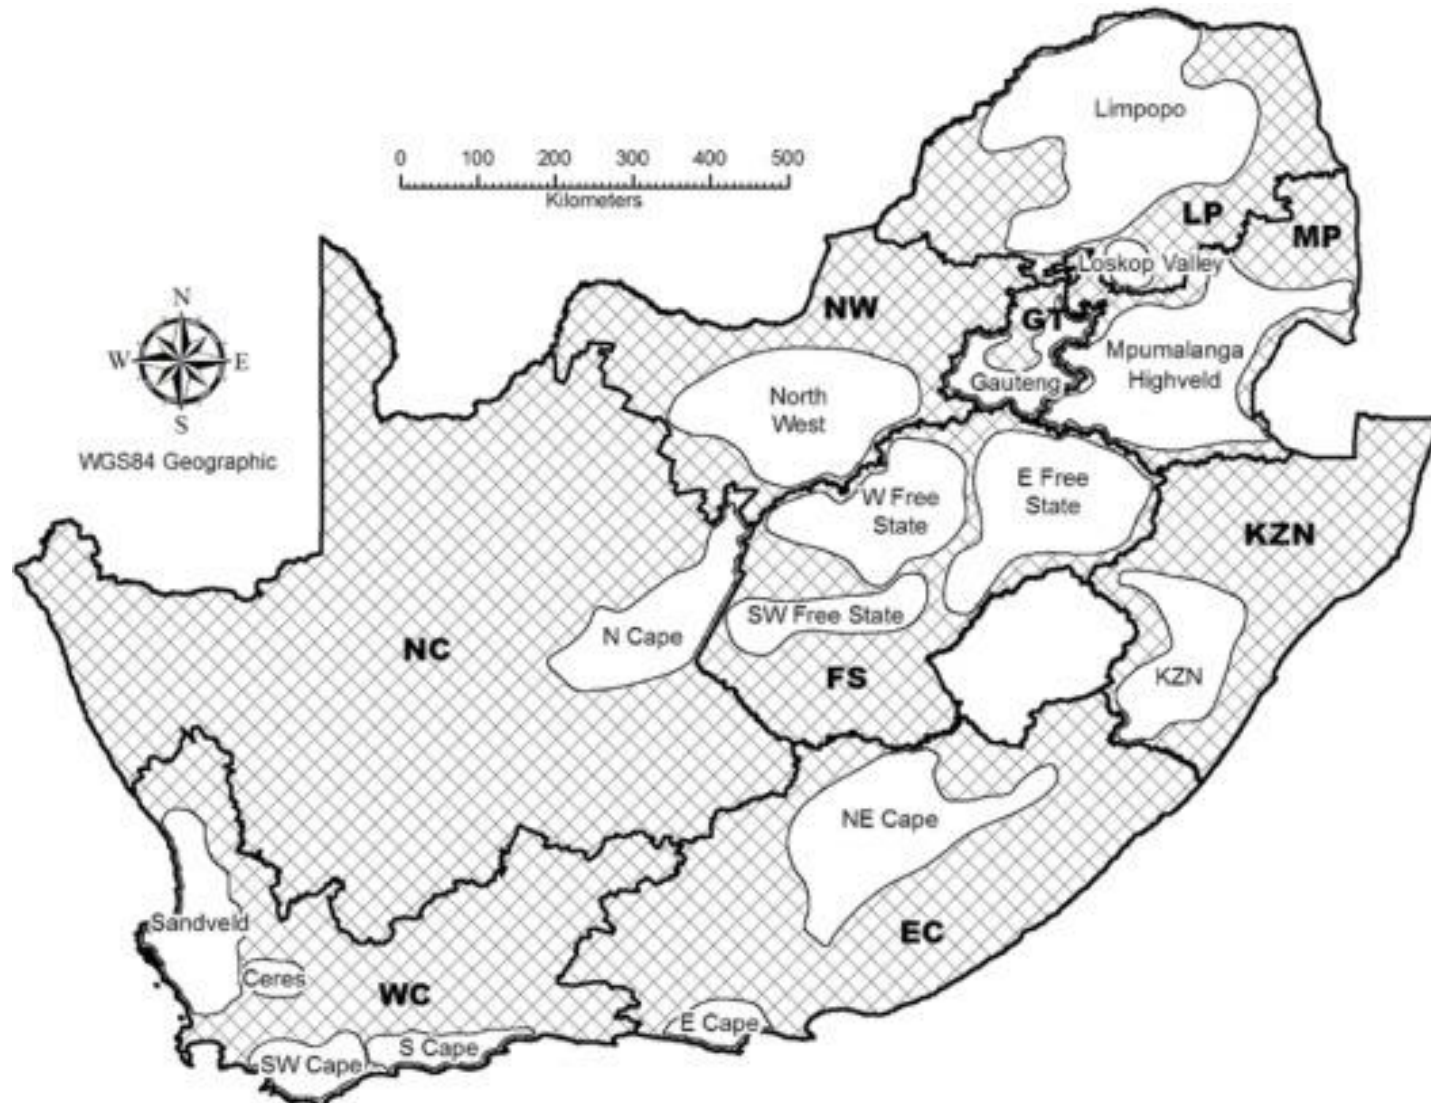 Limpopo
0 100 200 300 400 500
Kilometers
LP
MP
Loskop Valley
N
W E
S
WGS84 Geographic
NW
GT
Mpumalanga
Highveld
Gauteng
North
West
E Free
State
W Free
State
KZN
SW Free State
N Cape
NC
FS
KZN
NE Cape
Sandveld
EC
Ceres
WC
E Cape
S Cape
SW Cape